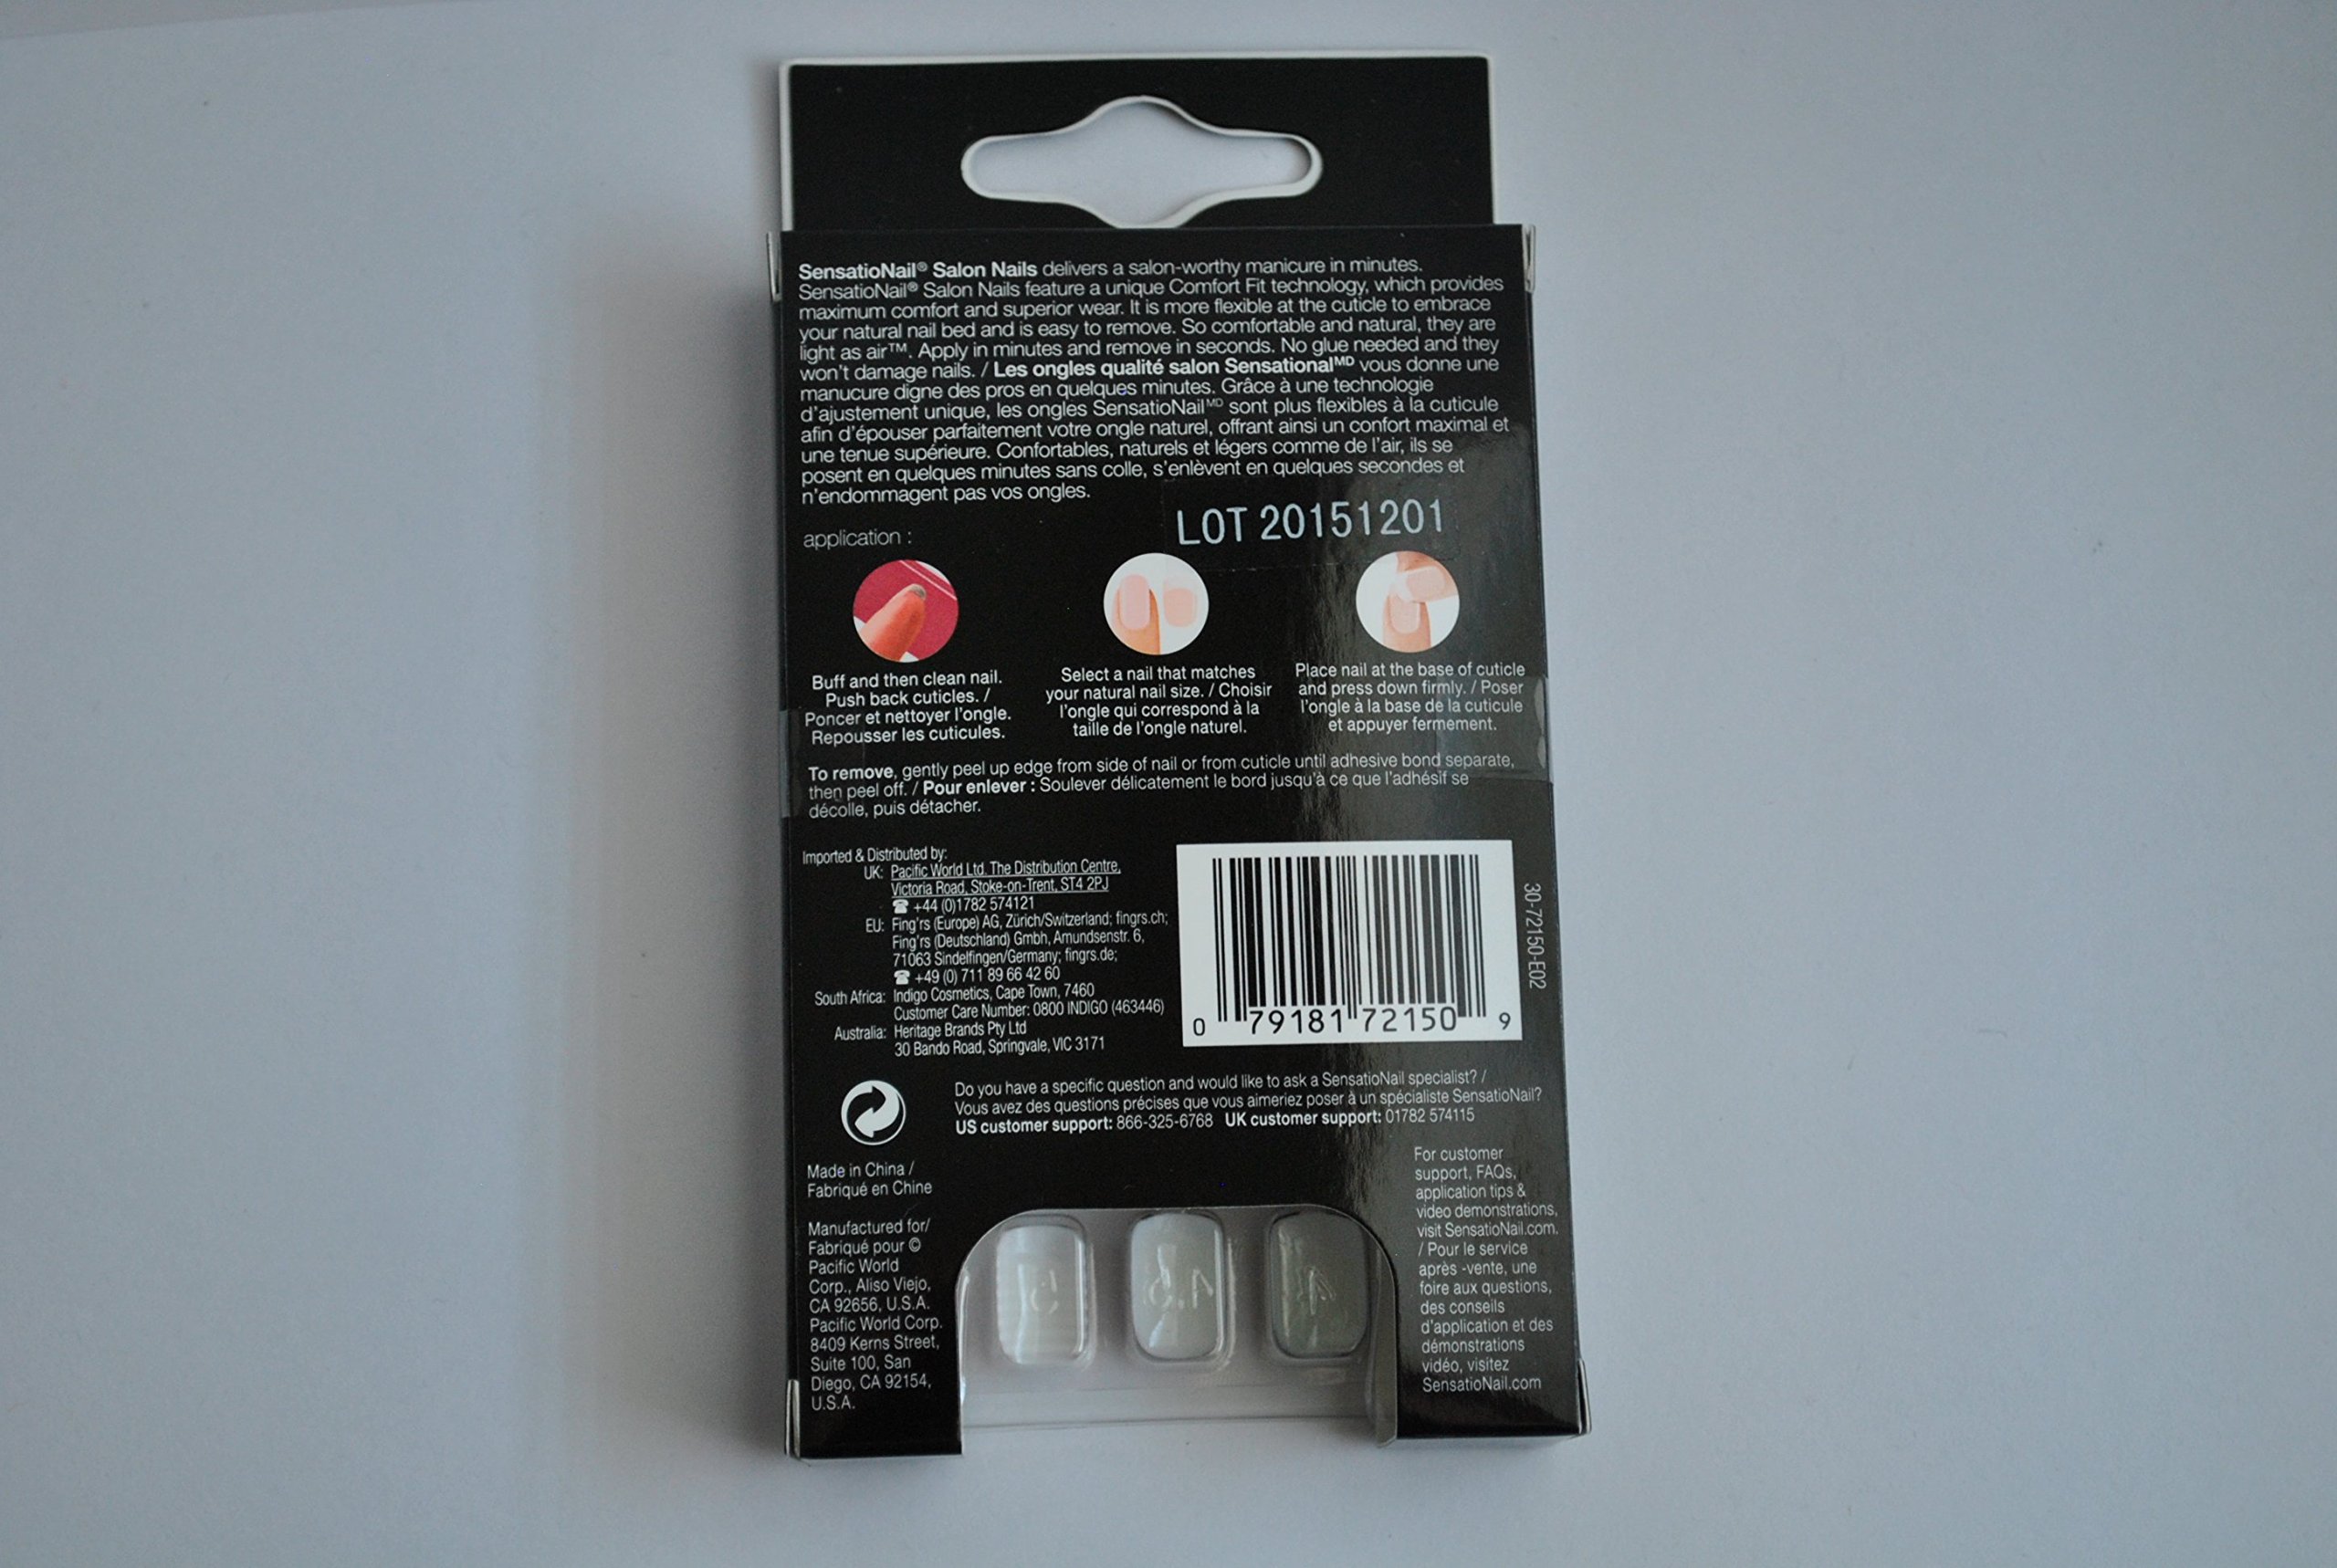 SensatioNail® Salon Nails delivers a salon-worthy manicure in minutes.
SensatioNail® Salon Nails feature a unique Comfort Fit technology, which provides
maximum comfort and superior wear. It is more flexible at the cuticle to embrace
your natural nail bed and is easy to remove. So comfortable and natural, they are
light as air™. Apply in minutes and remove in seconds. No glue needed and they
won't damage nails. / Les ongles qualité salon Sensational MD vous donne une
manucure digne des pros en quelques minutes. Grâce à une technologie
d'ajustement unique, les ongles SensatioNail MD sont plus flexibles à la cuticule
afin d'épouser parfaitement votre ongle naturel, offrant ainsi un confort maximal et
une tenue supérieure. Confortables, naturels et légers comme de l'air, ils se
posent en quelques minutes sans colle, s'enlèvent en quelques secondes et
n'endommagent pas vos ongles.
LOT 20151201
application :
Buff and then clean nail.
Push back cuticles. /
Poncer et nettoyer l'ongle.
Repousser les cuticules.
Select a nail that matches
your natural nail size. / Choisir
l'ongle qui correspond à la
taille de l'ongle naturel.
Place nail at the base of cuticle
and press down firmly. / Poser
l'ongle à la base de la cuticule
et appuyer fermement.
To remove, gently peel up edge from side of nail or from cuticle until adhesive bond separate,
then peel off. / Pour enlever : Soulever délicatement le bord jusqu'à ce que l'adhésif se
décolle, puis détacher.
Imported & Distributed by:
UK: Pacific World Ltd. The Distribution Centre,
Victoria Road, Stoke-on-Trent, ST4 2PJ
☎ +44 (0)1782 574121
EU: Fing'rs (Europe) AG, Zürich/Switzerland; fingrs.ch;
Fing'rs (Deutschland) Gmbh, Amundsenstr. 6,
71063 Sindelfingen/Germany; fingrs.de;
☎ +49 (0) 711 89 66 42 60
South Africa: Indigo Cosmetics, Cape Town, 7460
Customer Care Number: 0800 INDIGO (463446)
Australia: Heritage Brands Pty Ltd
30 Bando Road, Springvale, VIC 3171
0 79181 72150 9
30-72150-E02
Do you have a specific question and would like to ask a SensatioNail specialist? /
Vous avez des questions précises que vous aimeriez poser à un spécialiste SensatioNail?
US customer support: 866-325-6768 UK customer support: 01782 574115
Made in China /
Fabriqué en Chine
Manufactured for/
Fabriqué pour ©
Pacific World
Corp., Aliso Viejo,
CA 92656, U.S.A.
Pacific World Corp.
8409 Kerns Street,
Suite 100, San
Diego, CA 92154,
U.S.A.
For customer
support, FAQs,
application tips &
video demonstrations,
visit SensatioNail.com.
/ Pour le service
après -vente, une
foire aux questions,
des conseils
d'application et des
démonstrations
vidéo, visitez
SensatioNail.com